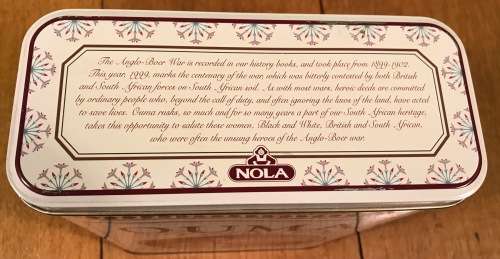 The Anglo-Boer War is recorded in our history books, and took place from 1899-1902.
This year, 1999, marks the centenary of the war, which was bitterly contested by both British
and South African forces on South African soil. As with most wars, heroic deeds are committed
by ordinary people who, beyond the call of duty, and often ignoring the laws of the land, have acted
to save lives. Ouma rusks, so much and for so many years a part of our South African heritage,
takes this opportunity to salute these women. Black and White, British and South African,
who were often the unsung heroes of the Anglo-Boer war.
NOLA
OUMA